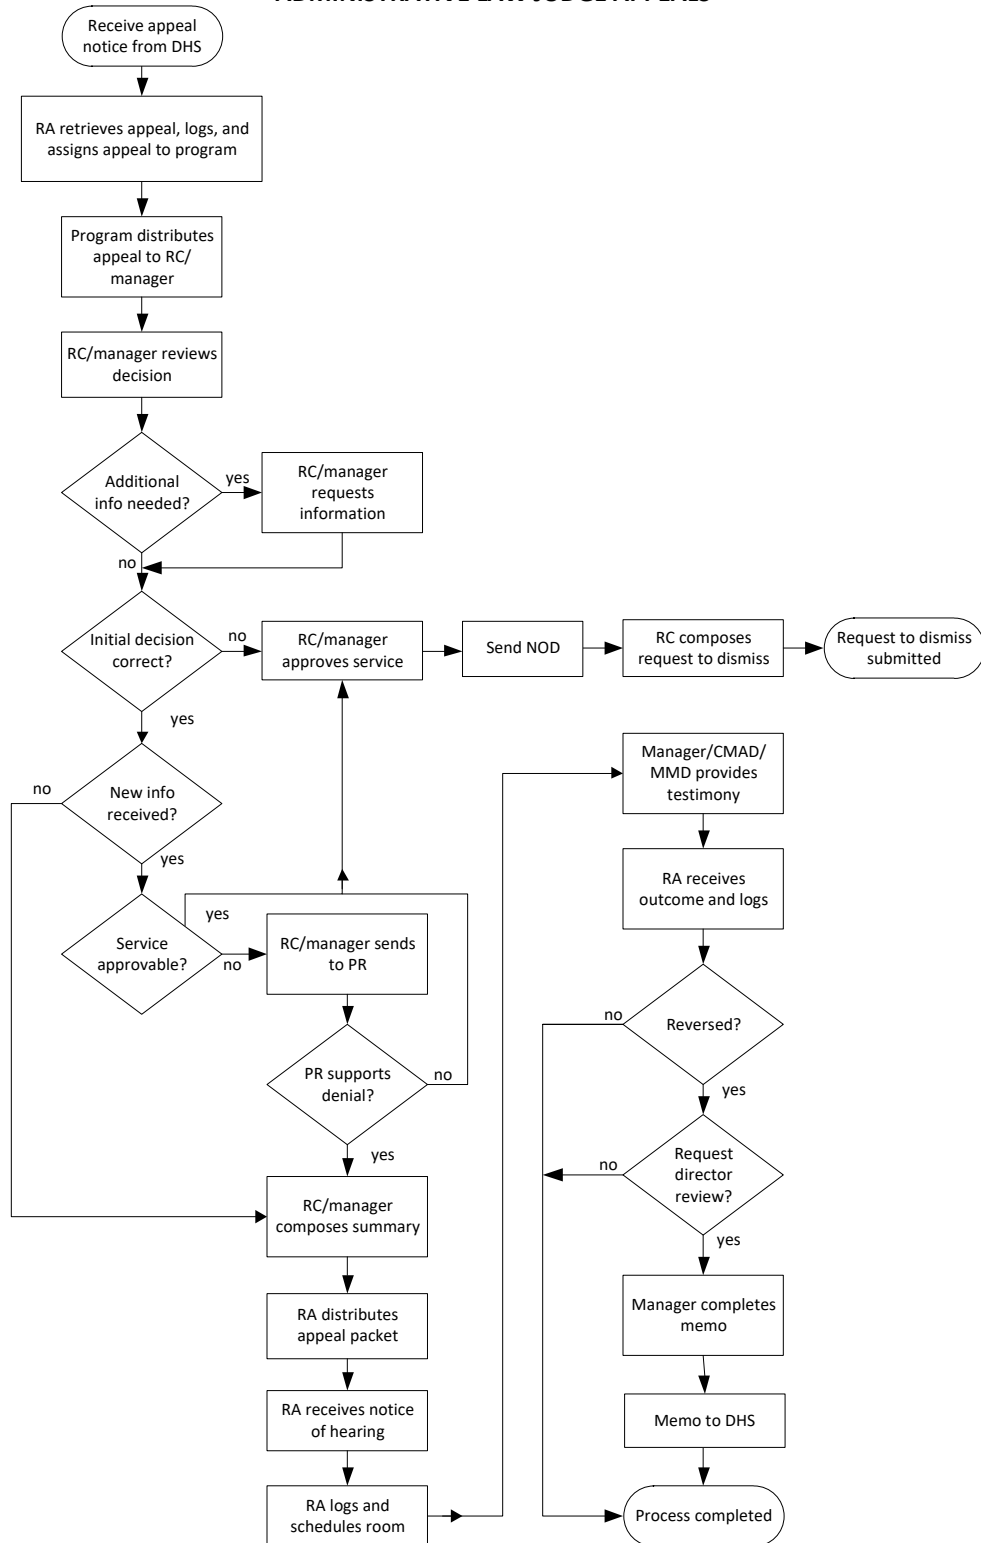 ADMINISTRATIVE LAW JUDGE APPEALS
Receive appeal
notice from DHS
RA retrieves appeal, logs, and
assigns appeal to program
Program distributes
appeal to RC/
manager
RC/manager reviews
decision
Additional
info needed?
yes
RC/manager
requests
information
no
Initial decision
correct?
no
RC/manager
approves service
Send NOD
RC composes
request to dismiss
Request to dismiss
submitted
yes
New info
received?
no
yes
Service
approvable?
yes
no
RC/manager sends
to PR
PR supports
denial?
no
yes
RC/manager
composes summary
RA distributes
appeal packet
RA receives notice
of hearing
RA logs and
schedules room
Manager/CMAD/
MMD provides
testimony
RA receives
outcome and logs
Reversed?
no
yes
Request
director
review?
no
yes
Manager completes
memo
Memo to DHS
Process completed